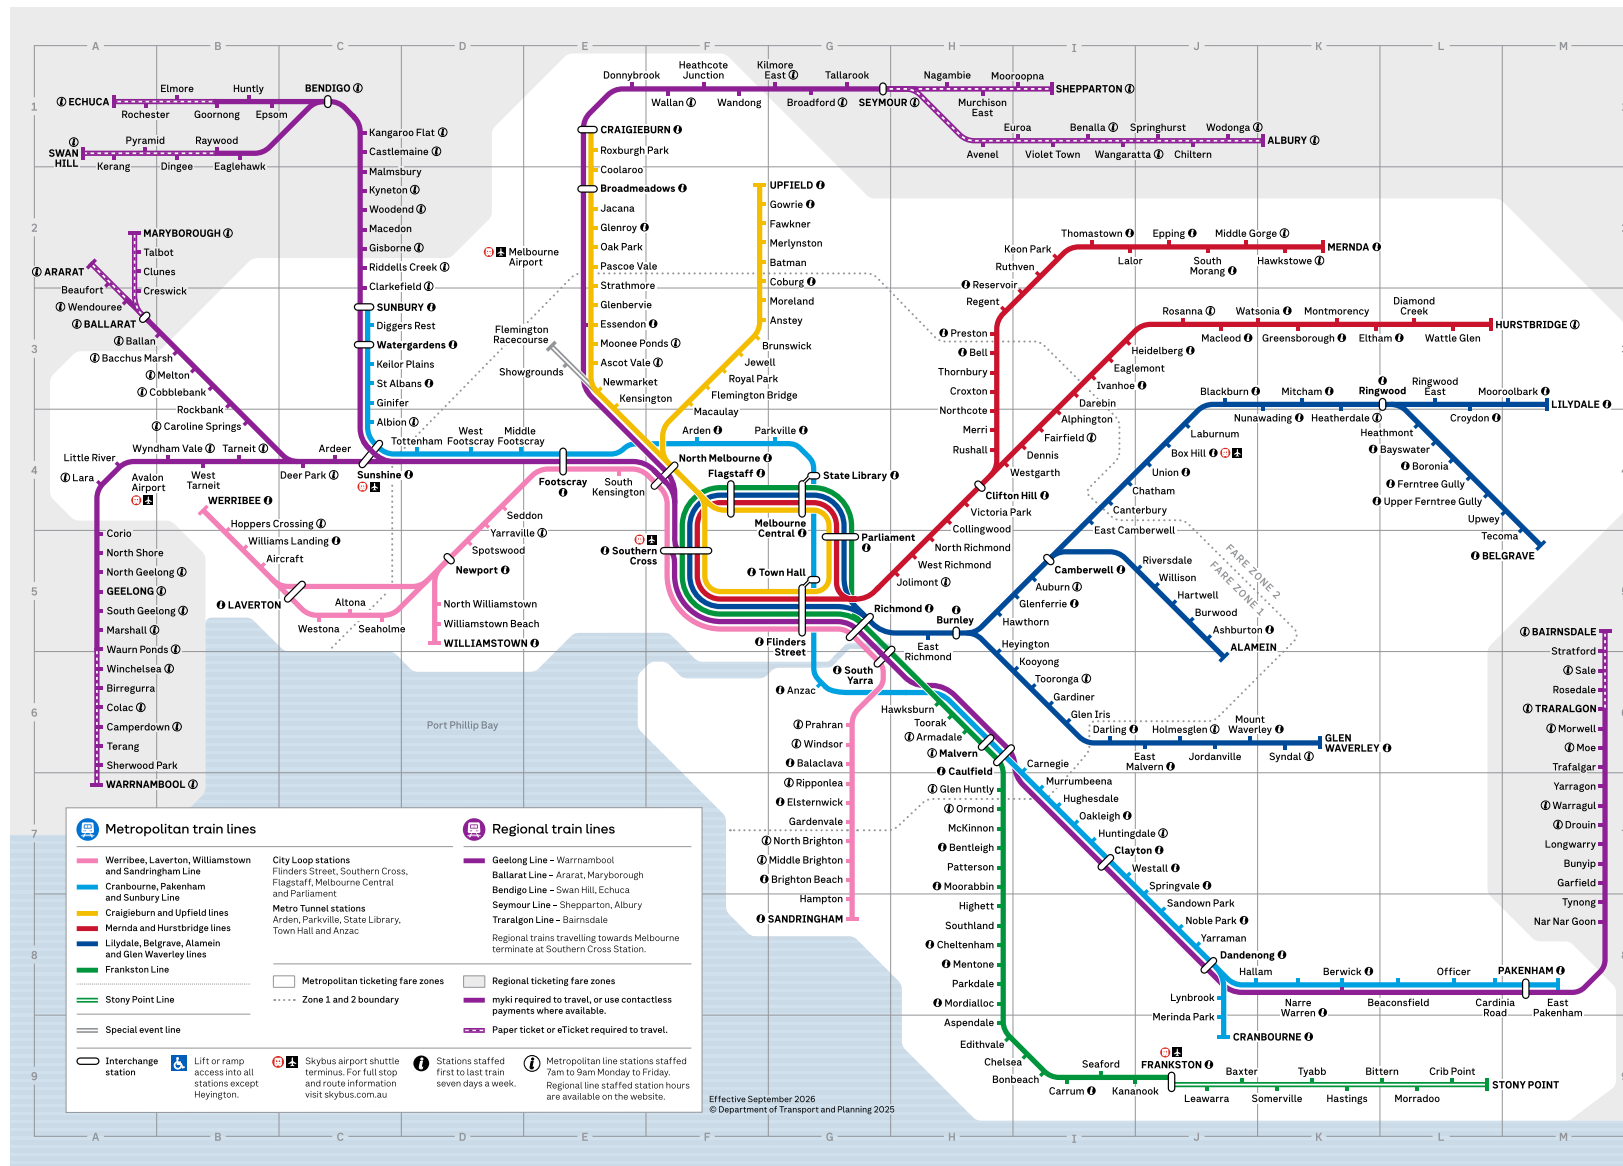 A B C D E F G H I J K L M
Donnybrook
Heathcote
Junction
Kilmore
East
Tallarook
Nagambie
Mooroopna
Wallan
Wandong
Broadford
SEYMOUR
Murchison
East
SHEPPARTON
Euroa
Benalla
Springhurst
Wodonga
ALBURY
Avenel
Violet Town
Wangaratta
Chiltern
1
ECHUCA
Elmore
Huntly
BENDIGO
Rochester
Goornong
Epsom
SWAN
HILL
Pyramid
Raywood
Kerang
Dingee
Eaglehawk
Kangaroo Flat
Castlemaine
Malmsbury
Kyneton
Woodend
Macedon
Gisborne
Riddells Creek
Clarkefield
SUNBURY
Diggers Rest
Watergardens
Keilor Plains
St Albans
Ginifer
Albion
CRAIGIEBURN
Roxburgh Park
Coolaroo
Broadmeadows
Jacana
Glenroy
Oak Park
Pascoe Vale
Strathmore
Glenbervie
Essendon
Moonee Ponds
Ascot Vale
Newmarket
Kensington
UPFIELD
Gowrie
Fawkner
Merlynston
Batman
Coburg
Moreland
Anstey
Brunswick
Jewell
Royal Park
Flemington Bridge
Macaulay
2
MARYBOROUGH
Talbot
Clunes
Creswick
ARARAT
Beaufort
Wendouree
BALLARAT
Ballan
Bacchus Marsh
Melton
Cobblebank
Rockbank
Caroline Springs
Melbourne
Airport
Flemington
Racecourse
Showgrounds
Thomastown
Epping
Middle Gorge
MERNDA
Keon Park
Lalor
South
Morang
Hawkstowe
Ruthven
Reservoir
Regent
Preston
Bell
Thornbury
Croxton
Northcote
Merri
Rushall
3
Rosanna
Watsonia
Montmorency
Diamond
Creek
HURSTBRIDGE
Macleod
Greensborough
Eltham
Wattle Glen
Heidelberg
Eaglemont
Ivanhoe
Darebin
Alphington
Fairfield
Dennis
Westgarth
Clifton Hill
Victoria Park
Collingwood
North Richmond
West Richmond
Jolimont
Blackburn
Mitcham
Ringwood
Ringwood
East
Mooroolbark
LILYDALE
Nunawading
Heatherdale
Croydon
Laburnum
Box Hill
Union
Chatham
Canterbury
East Camberwell
Heathmont
Bayswater
Boronia
Ferntree Gully
Upper Ferntree Gully
Upwey
Tecoma
BELGRAVE
4
Little River
Wyndham Vale
Tarneit
Ardeer
Lara
Avalon
Airport
West
Tarneit
Deer Park
Sunshine
Tottenham
West
Footscray
Middle
Footscray
Footscray
South
Kensington
Arden
Parkville
North Melbourne
Flagstaff
State Library
Melbourne
Central
Parliament
Southern
Cross
Town Hall
Flinders
Street
WERRIBEE
Hoppers Crossing
Williams Landing
Aircraft
LAVERTON
Altona
Westona
Seaholme
Seddon
Yarraville
Spotswood
Newport
North Williamstown
Williamstown Beach
WILLIAMSTOWN
Corio
North Shore
North Geelong
GEELONG
South Geelong
Marshall
Waurn Ponds
Winchelsea
Birregurra
Colac
Camperdown
Terang
Sherwood Park
WARRNAMBOOL
5
FARE ZONE 2
FARE ZONE 1
Camberwell
Riversdale
Willison
Hartwell
Burwood
Ashburton
ALAMEIN
Auburn
Glenferrie
Hawthorn
Richmond
Burnley
East
Richmond
Heyington
Kooyong
Tooronga
Gardiner
Glen Iris
Darling
Holmesglen
Mount
Waverley
GLEN
WAVERLEY
East
Malvern
Jordanville
Syndal
6
Port Phillip Bay
South
Yarra
Anzac
Prahran
Windsor
Balaclava
Ripponlea
Elsternwick
Gardenvale
North Brighton
Middle Brighton
Brighton Beach
Hampton
SANDRINGHAM
Hawksburn
Toorak
Armadale
Malvern
Caulfield
Glen Huntly
Ormond
McKinnon
Bentleigh
Patterson
Moorabbin
Highett
Southland
Cheltenham
Mentone
Parkdale
Mordialloc
Aspendale
Edithvale
Chelsea
Bonbeach
Carrum
Seaford
Kananook
FRANKSTON
Leawarra
Baxter
Somerville
Tyabb
Hastings
Bittern
Morradoo
Crib Point
STONY POINT
Carnegie
Murrumbeena
Hughesdale
Oakleigh
Huntingdale
Clayton
Westall
Springvale
Sandown Park
Noble Park
Yarraman
Dandenong
Hallam
Berwick
Officer
PAKENHAM
Narre
Warren
Beaconsfield
Cardinia
Road
East
Pakenham
Lynbrook
Merinda Park
CRANBOURNE
BAIRNSDALE
Stratford
Sale
Rosedale
TRARALGON
Morwell
Moe
Trafalgar
Yarragon
Warragul
Drouin
Longwarry
Bunyip
Garfield
Tynong
Nar Nar Goon
7
8
9
Metropolitan train lines
Werribee, Laverton, Williamstown
and Sandringham Line
Cranbourne, Pakenham
and Sunbury Line
Craigieburn and Upfield lines
Mernda and Hurstbridge lines
Lilydale, Belgrave, Alamein
and Glen Waverley lines
Frankston Line
Stony Point Line
Special event line
City Loop stations
Flinders Street, Southern Cross,
Flagstaff, Melbourne Central
and Parliament
Metro Tunnel stations
Arden, Parkville, State Library,
Town Hall and Anzac
Metropolitan ticketing fare zones
Zone 1 and 2 boundary
Regional train lines
Geelong Line – Warrnambool
Ballarat Line – Ararat, Maryborough
Bendigo Line – Swan Hill, Echuca
Seymour Line – Shepparton, Albury
Traralgon Line – Bairnsdale
Regional trains travelling towards Melbourne
terminate at Southern Cross Station.
Regional ticketing fare zones
myki required to travel, or use contactless
payments where available.
Paper ticket or eTicket required to travel.
Interchange
station
Lift or ramp
access into all
stations except
Heyington.
Skybus airport shuttle
terminus. For full stop
and route information
visit skybus.com.au
Stations staffed
first to last train
seven days a week.
Metropolitan line stations staffed
7am to 9am Monday to Friday.
Regional line staffed station hours
are available on the website.
Effective September 2026
© Department of Transport and Planning 2025
A B C D E F G H I J K L M